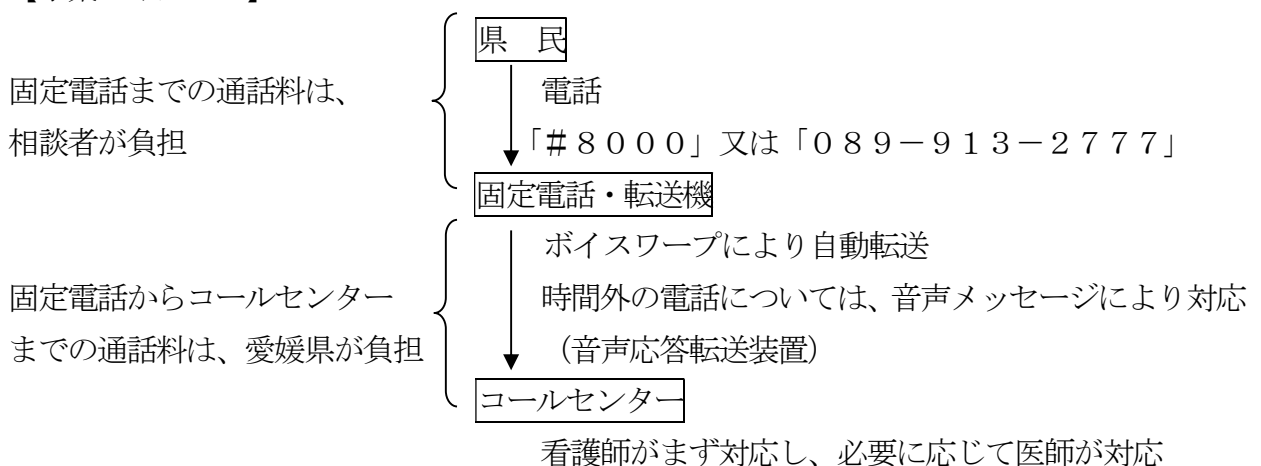 県　民
固定電話までの通話料は、　電話
相談者が負担　「＃８０００」又は「０８９－９１３－２７７７」
固定電話・転送機
ボイスワープにより自動転送
固定電話からコールセンター　時間外の電話については、音声メッセージにより対応
までの通話料は、愛媛県が負担　（音声応答転送装置）
コールセンター
看護師がまず対応し、必要に応じて医師が対応